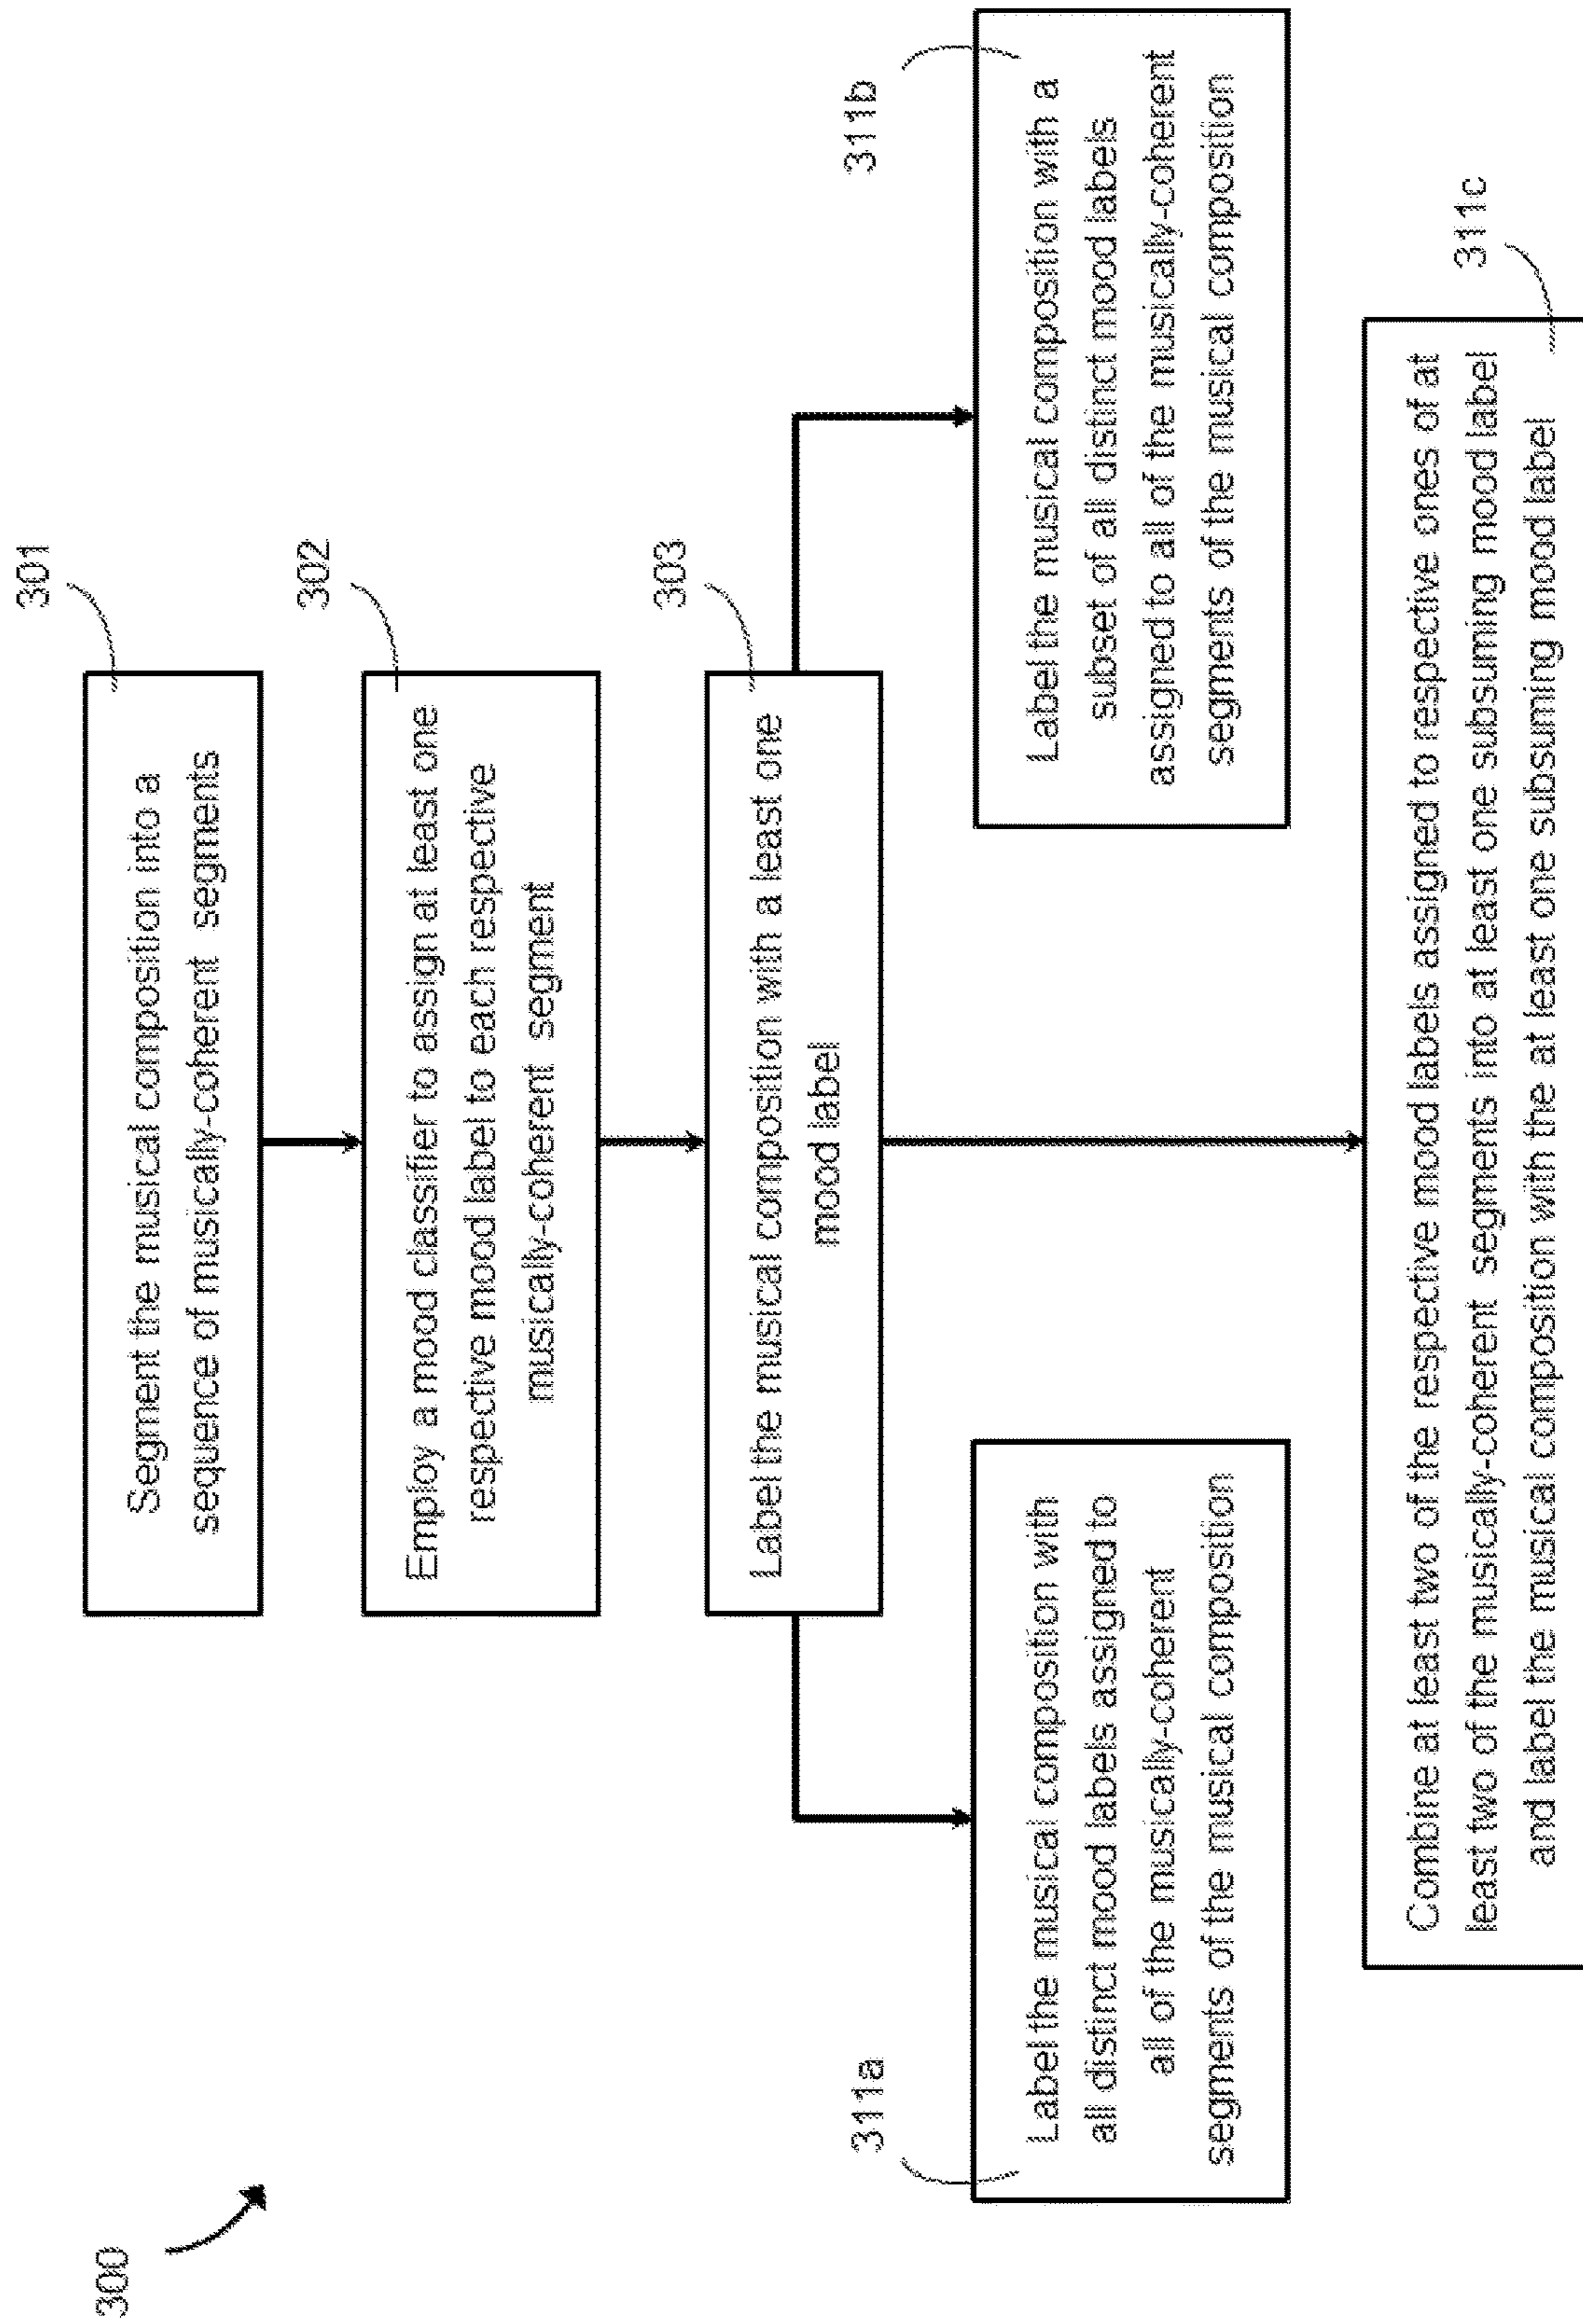 300
301
Segment the musical composition into a
sequence of musically-coherent segments
302
Employ a mood classifier to assign at least one
respective mood label to each respective
musically-coherent segment
303
Label the musical composition with a least one
mood label
311a
Label the musical composition with
all distinct mood labels assigned to
all of the musically-coherent
segments of the musical composition
311b
Label the musical composition with a
subset of all distinct mood labels
assigned to all of the musically-coherent
segments of the musical composition
311c
Combine at least two of the respective mood labels assigned to respective ones of at
least two of the musically-coherent segments into at least one subsuming mood label
and label the musical composition with the at least one subsuming mood label